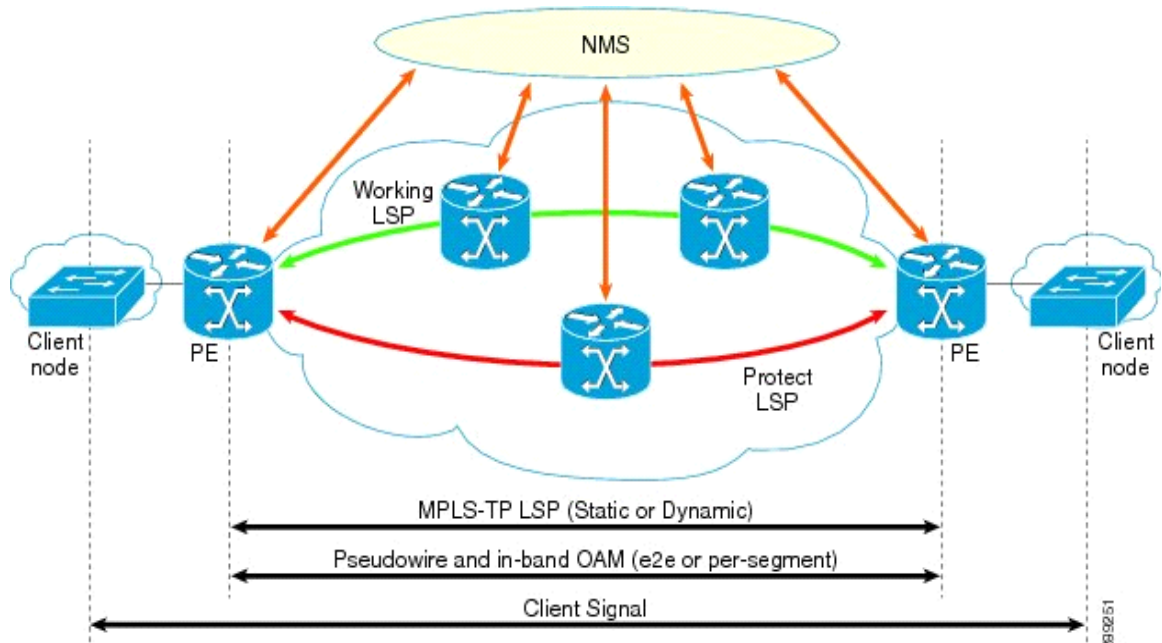 NMS
Working
LSP
Client
node
PE
Protect
LSP
PE
Client
node
MPLS-TP LSP (Static or Dynamic)
Pseudowire and in-band OAM (e2e or per-segment)
Client Signal